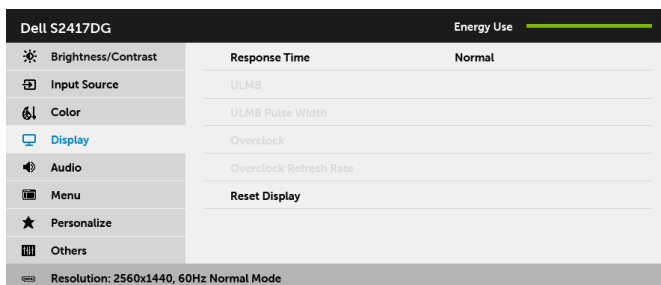 Dell S2417DG Energy Use
Brightness/Contrast Response Time Normal
Input Source ULMB
Color ULMB Pulse Width
Display Overclock
Audio Overclock Refresh Rate
Menu Reset Display
Personalize
Others
Resolution: 2560x1440, 60Hz Normal Mode